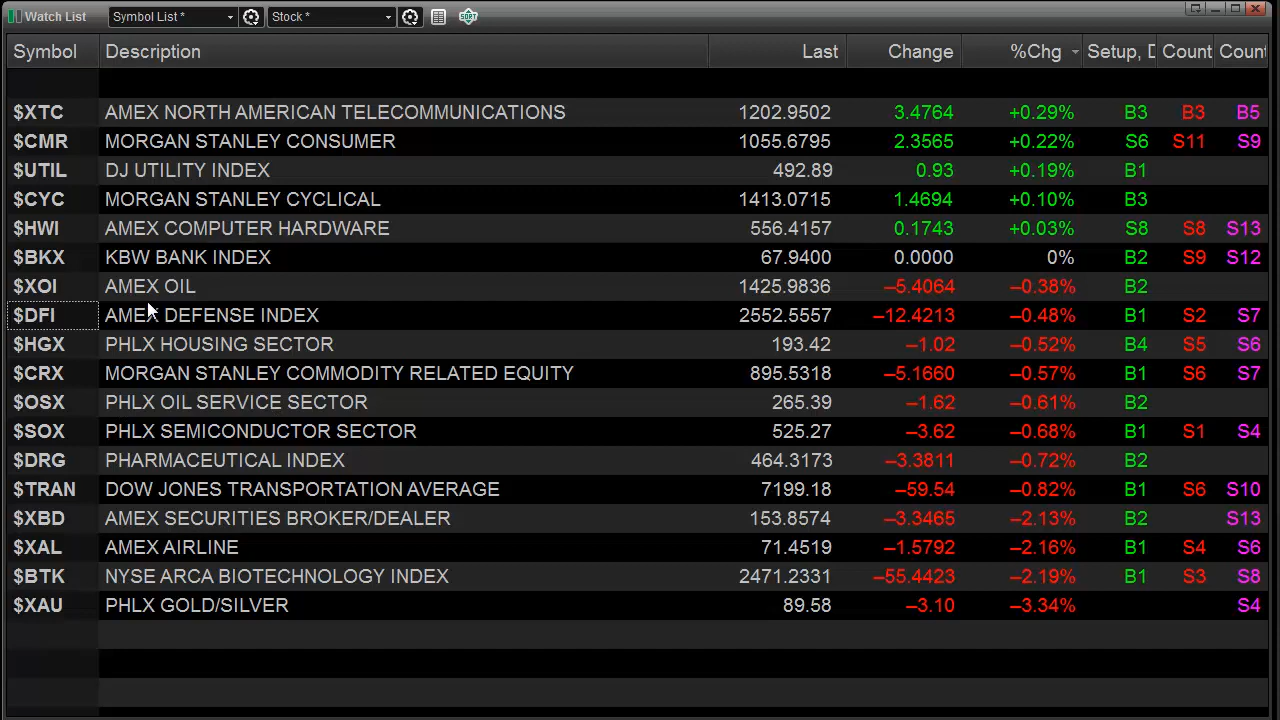 Watch List Symbol List * Stock * SORT
Symbol Description Last Change %Chg Setup, D Count Count
$XTC AMEX NORTH AMERICAN TELECOMMUNICATIONS 1202.9502 3.4764 +0.29% B3 B3 B5
$CMR MORGAN STANLEY CONSUMER 1055.6795 2.3565 +0.22% S6 S11 S9
$UTIL DJ UTILITY INDEX 492.89 0.93 +0.19% B1
$CYC MORGAN STANLEY CYCLICAL 1413.0715 1.4694 +0.10% B3
$HWI AMEX COMPUTER HARDWARE 556.4157 0.1743 +0.03% S8 S8 S13
$BKX KBW BANK INDEX 67.9400 0.0000 0% B2 S9 S12
$XOI AMEX OIL 1425.9836 –5.4064 –0.38% B2
$DFI AMEX DEFENSE INDEX 2552.5557 –12.4213 –0.48% B1 S2 S7
$HGX PHLX HOUSING SECTOR 193.42 –1.02 –0.52% B4 S5 S6
$CRX MORGAN STANLEY COMMODITY RELATED EQUITY 895.5318 –5.1660 –0.57% B1 S6 S7
$OSX PHLX OIL SERVICE SECTOR 265.39 –1.62 –0.61% B2
$SOX PHLX SEMICONDUCTOR SECTOR 525.27 –3.62 –0.68% B1 S1 S4
$DRG PHARMACEUTICAL INDEX 464.3173 –3.3811 –0.72% B2
$TRAN DOW JONES TRANSPORTATION AVERAGE 7199.18 –59.54 –0.82% B1 S6 S10
$XBD AMEX SECURITIES BROKER/DEALER 153.8574 –3.3465 –2.13% B2 S13
$XAL AMEX AIRLINE 71.4519 –1.5792 –2.16% B1 S4 S6
$BTK NYSE ARCA BIOTECHNOLOGY INDEX 2471.2331 –55.4423 –2.19% B1 S3 S8
$XAU PHLX GOLD/SILVER 89.58 –3.10 –3.34% S4